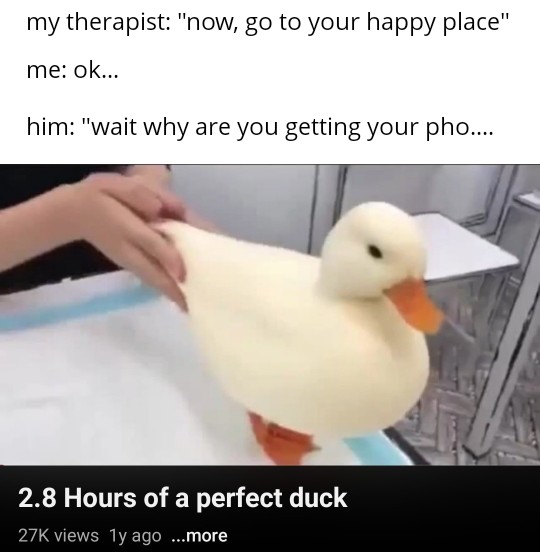 my therapist: "now, go to your happy place"
me: ok...
him: "wait why are you getting your pho....
2.8 Hours of a perfect duck
27K views 1y ago ...more